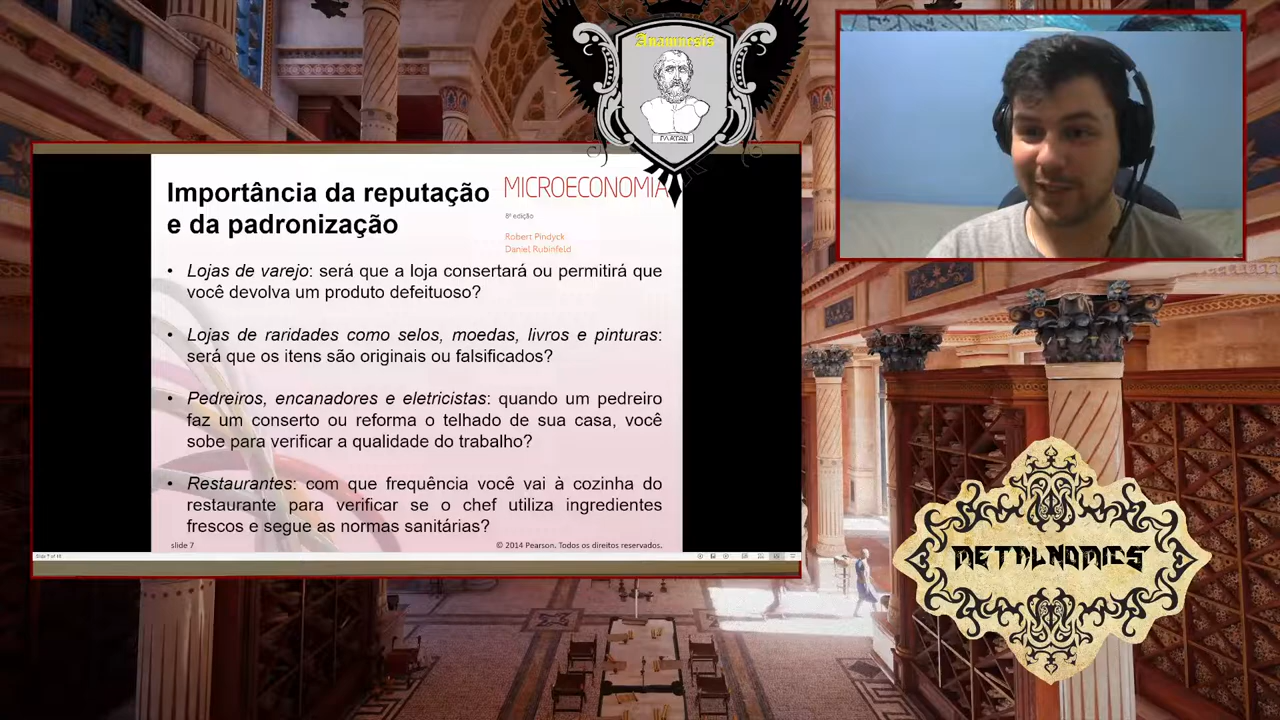 Anamnesis
ΠΛΑΤΩΝ
Importância da reputação
e da padronização
MICROECONOMIA
8ª edição
Robert Pindyck
Daniel Rubinfeld
• Lojas de varejo: será que a loja consertará ou permitirá que
você devolva um produto defeituoso?
• Lojas de raridades como selos, moedas, livros e pinturas:
será que os itens são originais ou falsificados?
• Pedreiros, encanadores e eletricistas: quando um pedreiro
faz um conserto ou reforma o telhado de sua casa, você
sobe para verificar a qualidade do trabalho?
• Restaurantes: com que frequência você vai à cozinha do
restaurante para verificar se o chef utiliza ingredientes
frescos e segue as normas sanitárias?
slide 7
© 2014 Pearson. Todos os direitos reservados.
METALNOMICS